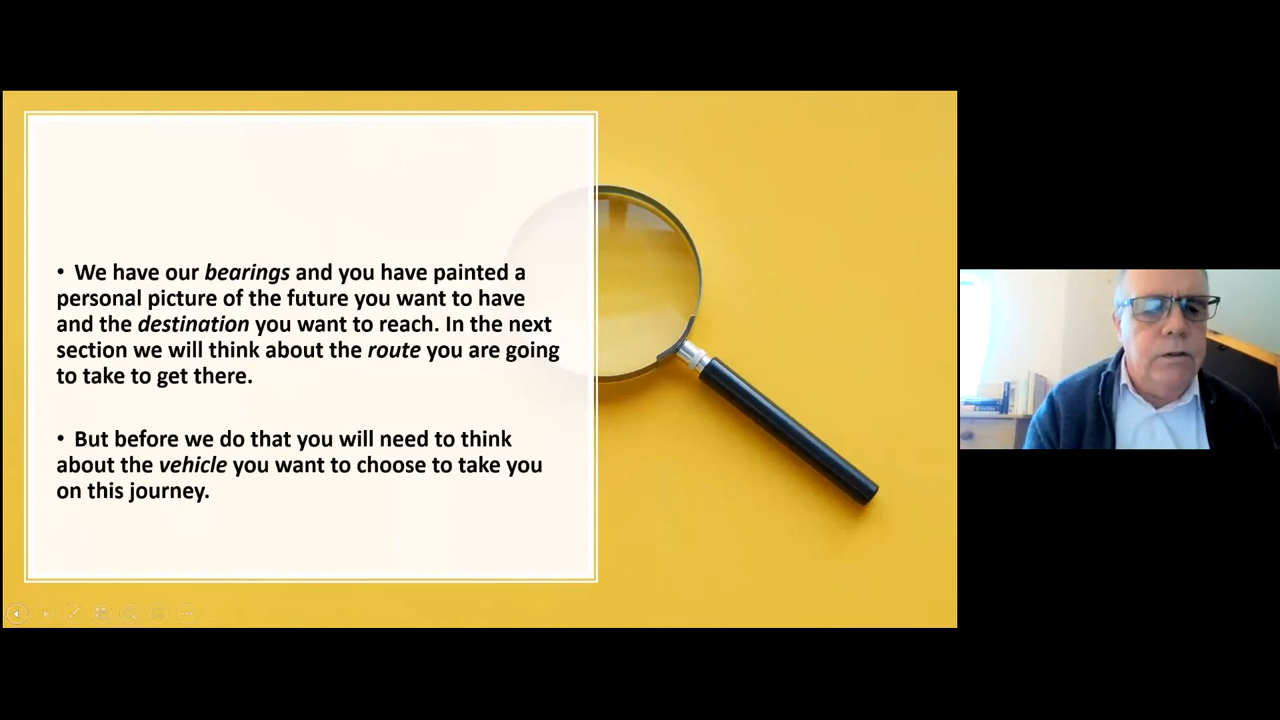 • We have our bearings and you have painted a
personal picture of the future you want to have
and the destination you want to reach. In the next
section we will think about the route you are going
to take to get there.
• But before we do that you will need to think
about the vehicle you want to choose to take you
on this journey.